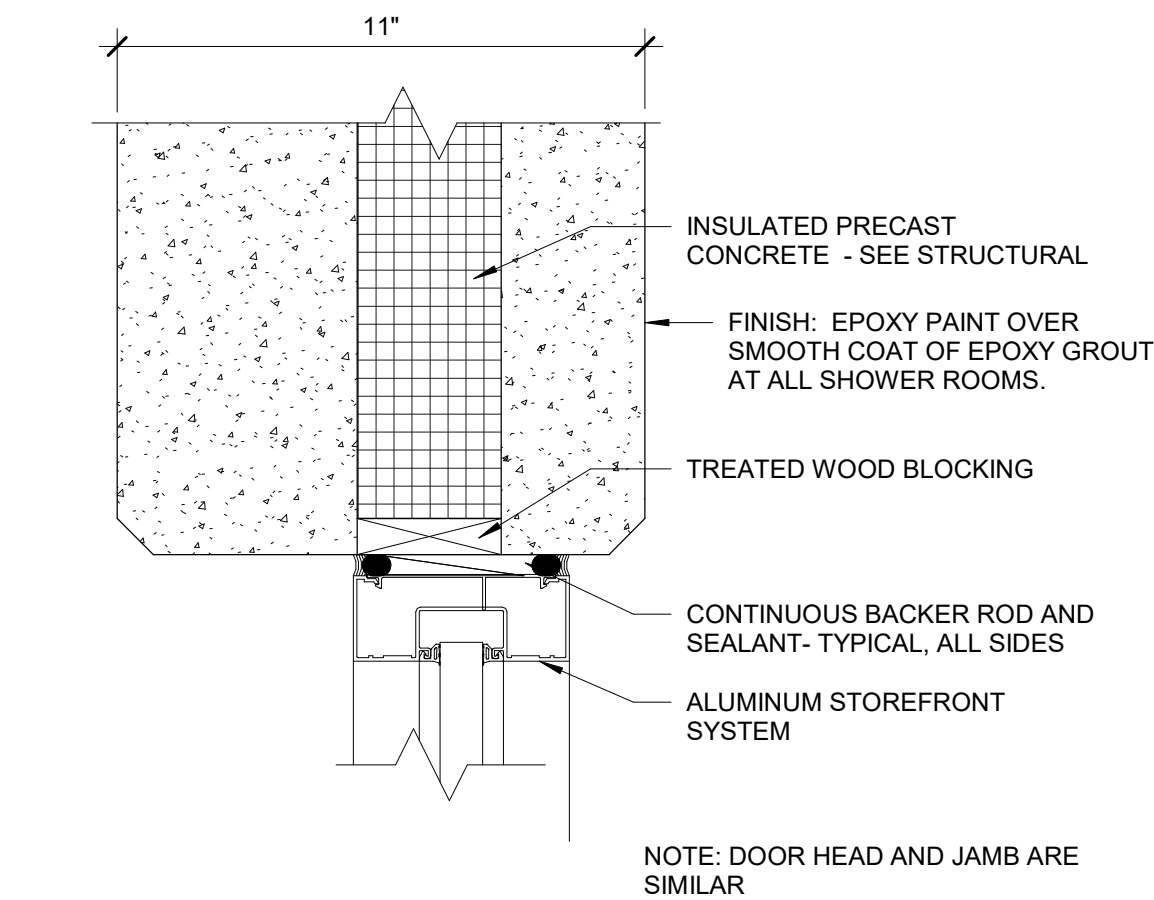 11"
INSULATED PRECAST
CONCRETE - SEE STRUCTURAL
FINISH: EPOXY PAINT OVER
SMOOTH COAT OF EPOXY GROUT
AT ALL SHOWER ROOMS.
TREATED WOOD BLOCKING
CONTINUOUS BACKER ROD AND
SEALANT- TYPICAL, ALL SIDES
ALUMINUM STOREFRONT
SYSTEM
NOTE: DOOR HEAD AND JAMB ARE
SIMILAR